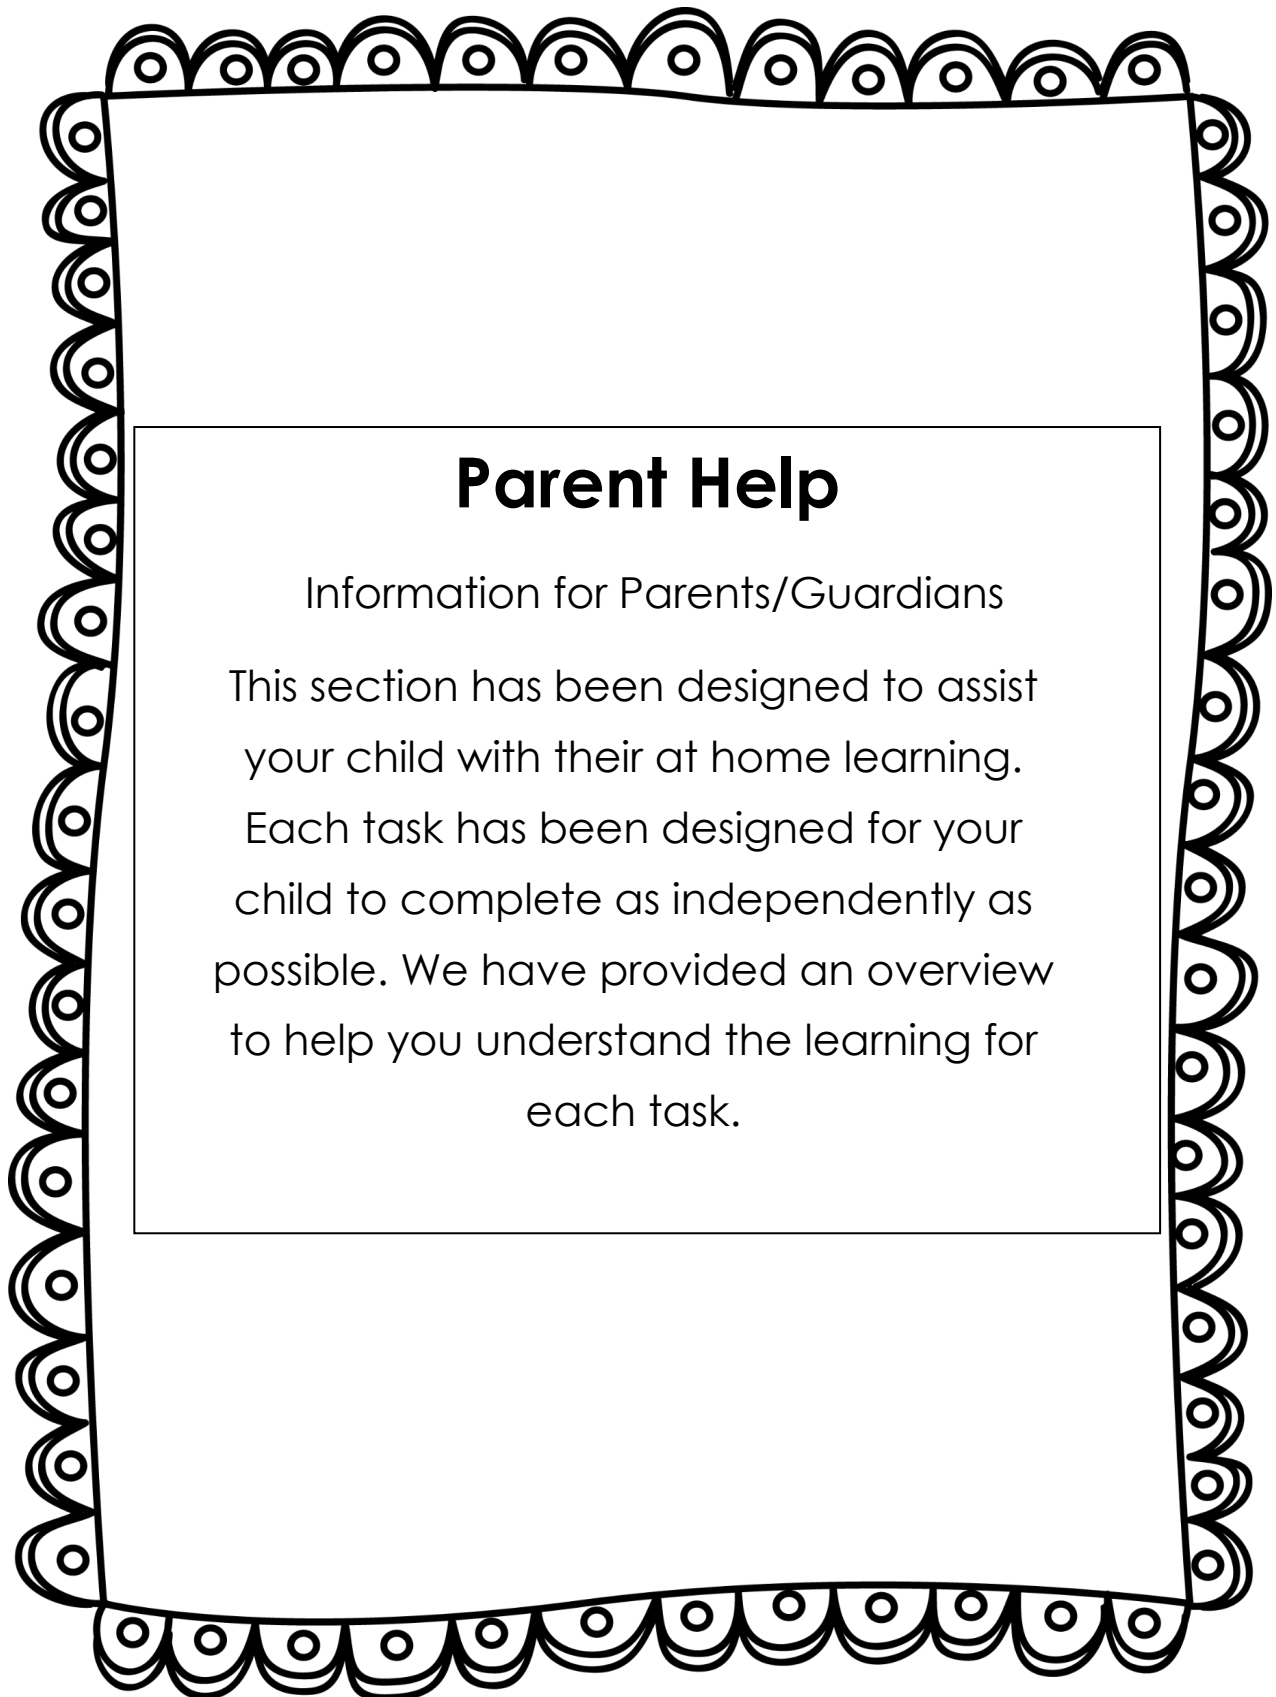 Parent Help
Information for Parents/Guardians
This section has been designed to assist
your child with their at home learning.
Each task has been designed for your
child to complete as independently as
possible. We have provided an overview
to help you understand the learning for
each task.